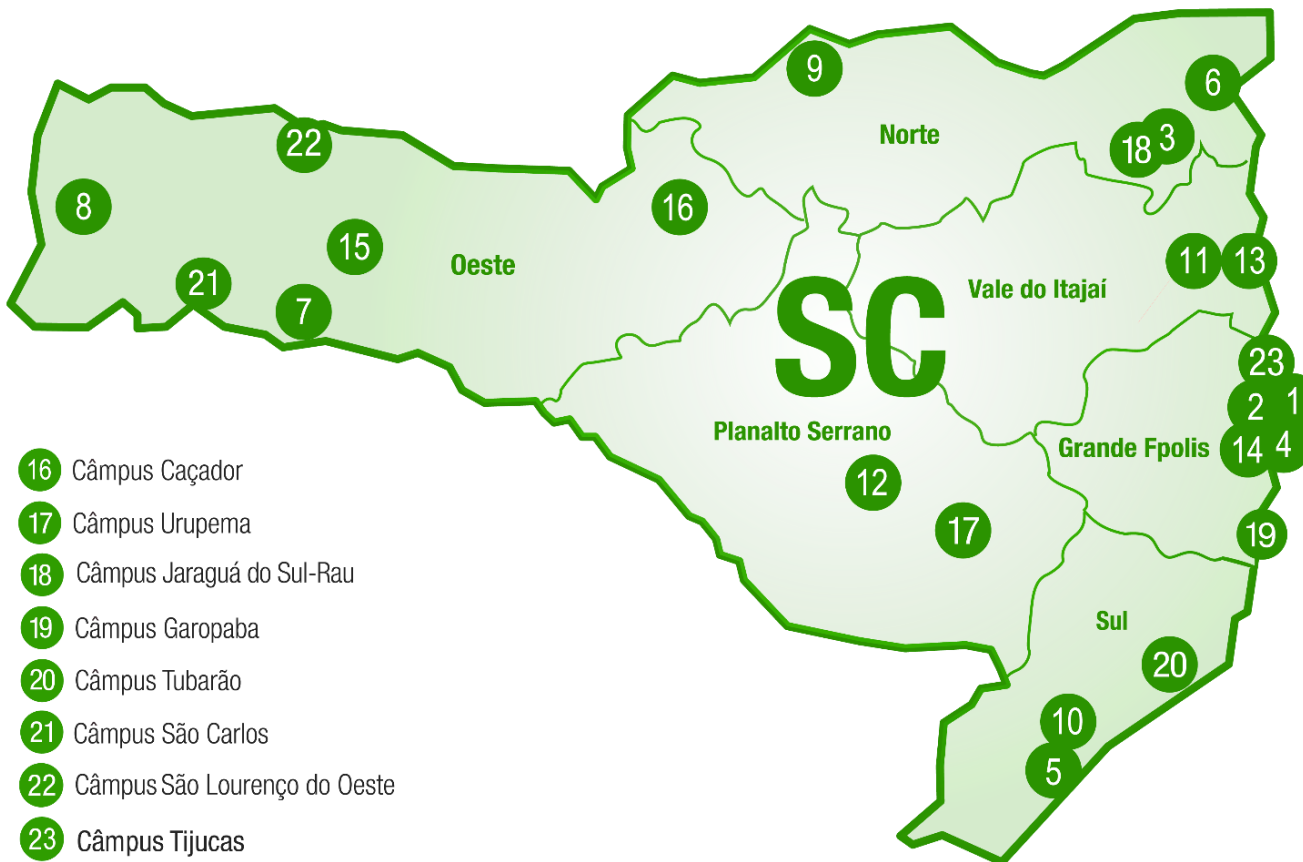 9
6
Norte
3
18
22
8
16
15
Oeste
11
13
21
Vale do Itajaí
7
SC
23
1
2
Planalto Serrano
Grande Fpolis
14
4
12
17
19
Sul
20
10
5
16 Câmpus Caçador
17 Câmpus Urupema
18 Câmpus Jaraguá do Sul-Rau
19 Câmpus Garopaba
20 Câmpus Tubarão
21 Câmpus São Carlos
22 Câmpus São Lourenço do Oeste
23 Câmpus Tijucas